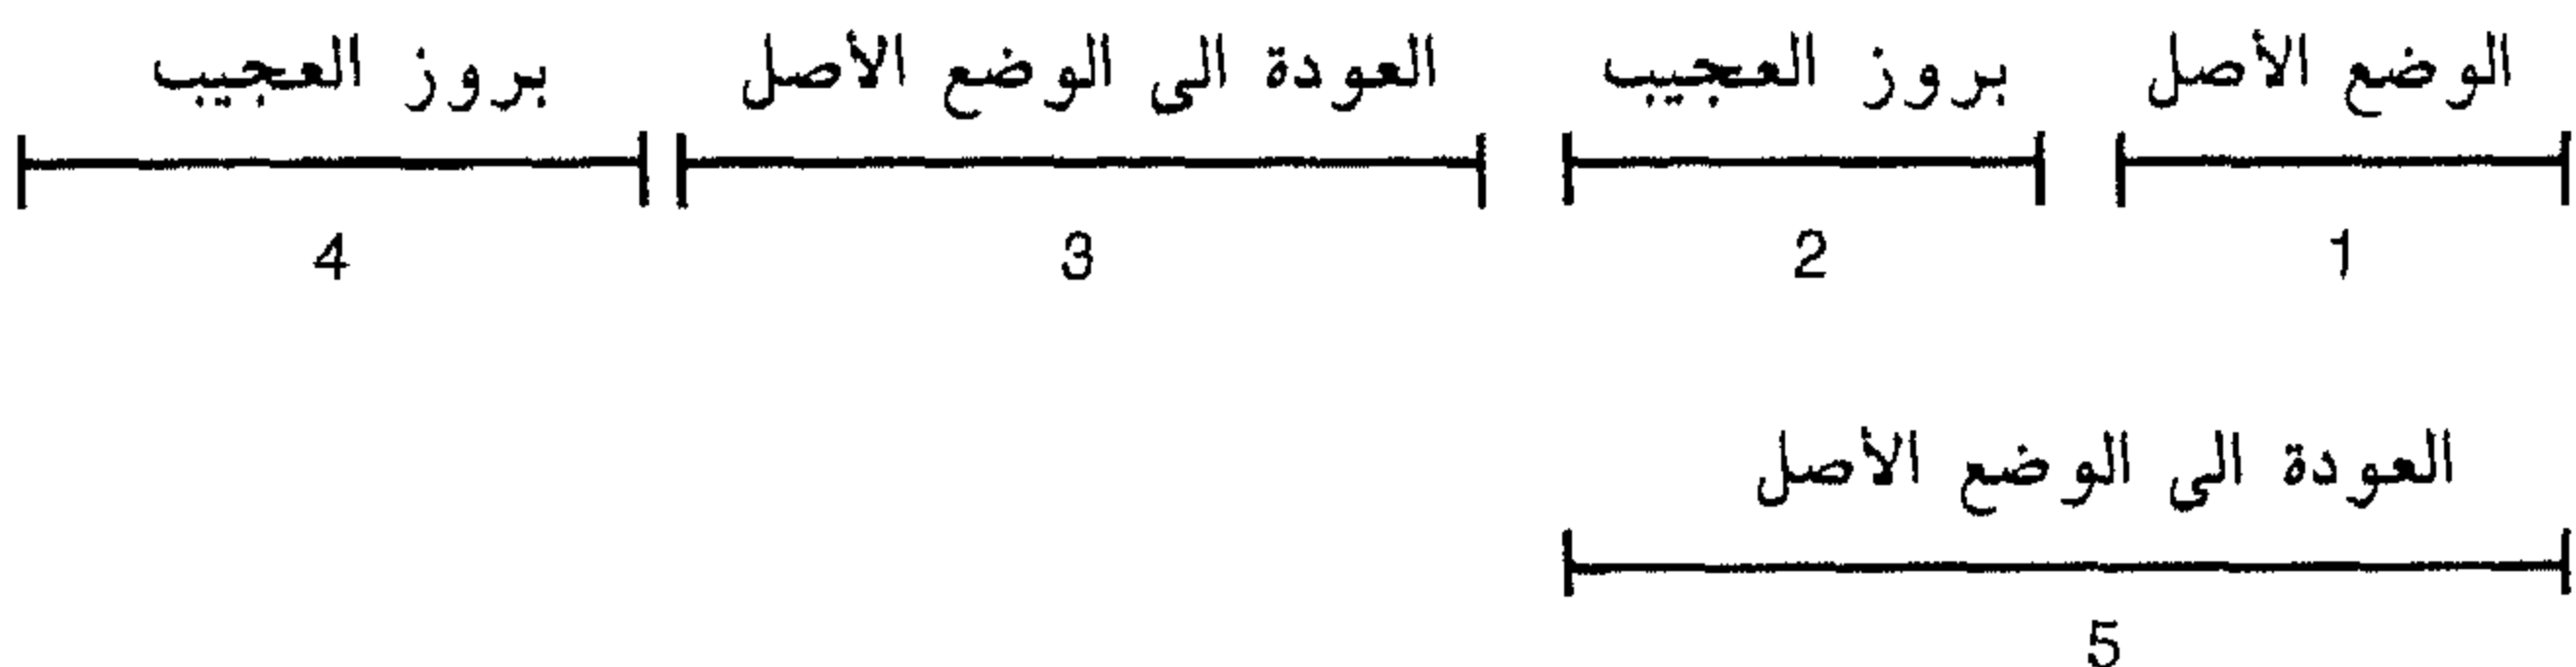 الوضع الأصل بروز العجيب العودة الى الوضع الأصل بروز العجيب
1 2 3 4
العودة الى الوضع الأصل
5